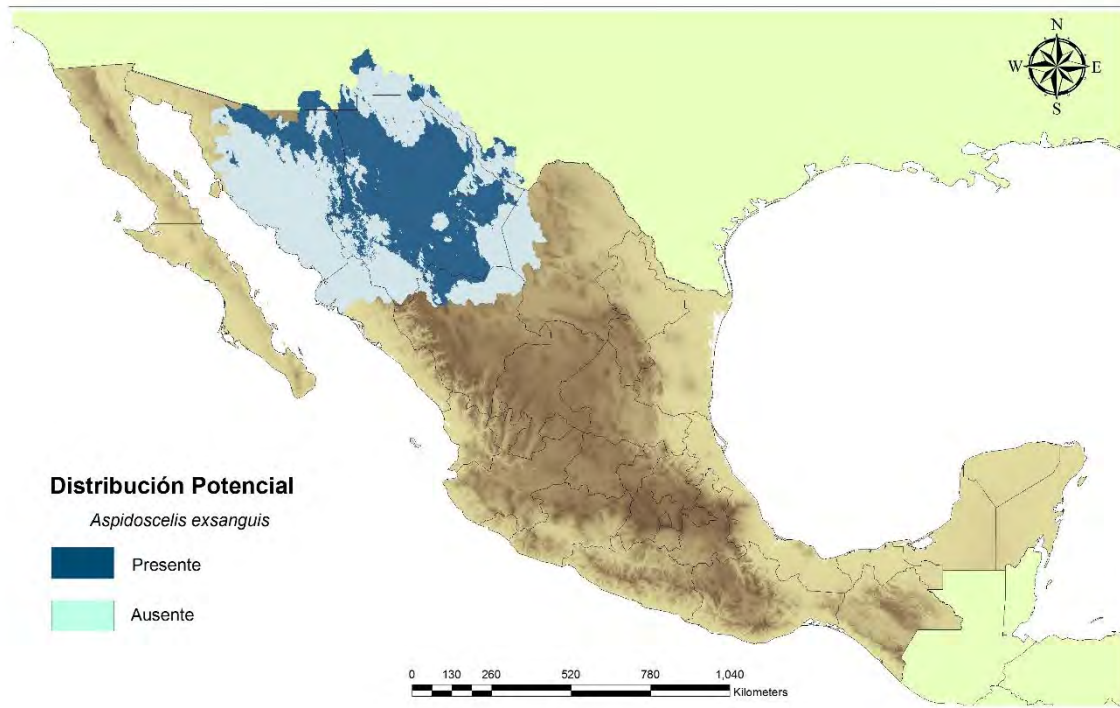 N
W E
S
Distribución Potencial
Aspidoscelis exsanguis
Presente
Ausente
0 130 260 520 780 1,040
Kilometers